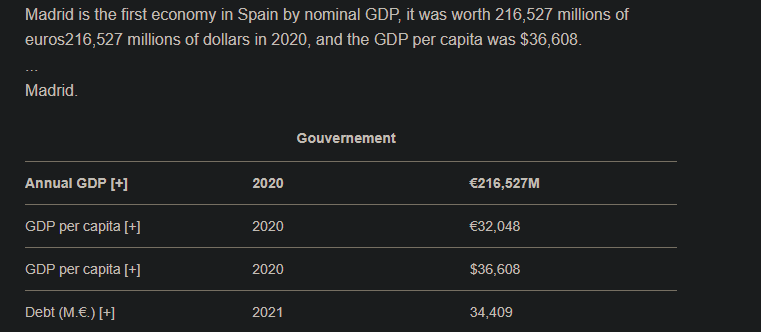 Madrid is the first economy in Spain by nominal GDP, it was worth 216,527 millions of
euros216,527 millions of dollars in 2020, and the GDP per capita was $36,608.
...
Madrid.
Gouvernement
Annual GDP [+] 2020 €216,527M
GDP per capita [+] 2020 €32,048
GDP per capita [+] 2020 $36,608
Debt (M.€.) [+] 2021 34,409